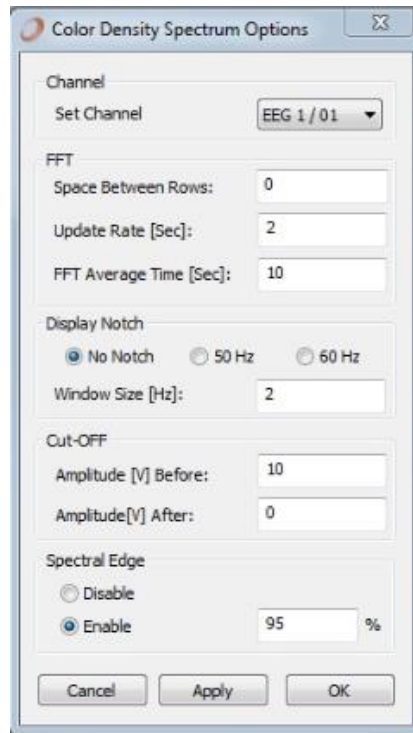 Color Density Spectrum Options
Channel
Set Channel EEG 1 / 01
FFT
Space Between Rows: 0
Update Rate [Sec]: 2
FFT Average Time [Sec]: 10
Display Notch
No Notch 50 Hz 60 Hz
Window Size [Hz]: 2
Cut-OFF
Amplitude [V] Before: 10
Amplitude[V] After: 0
Spectral Edge
Disable
Enable 95 %
Cancel Apply OK